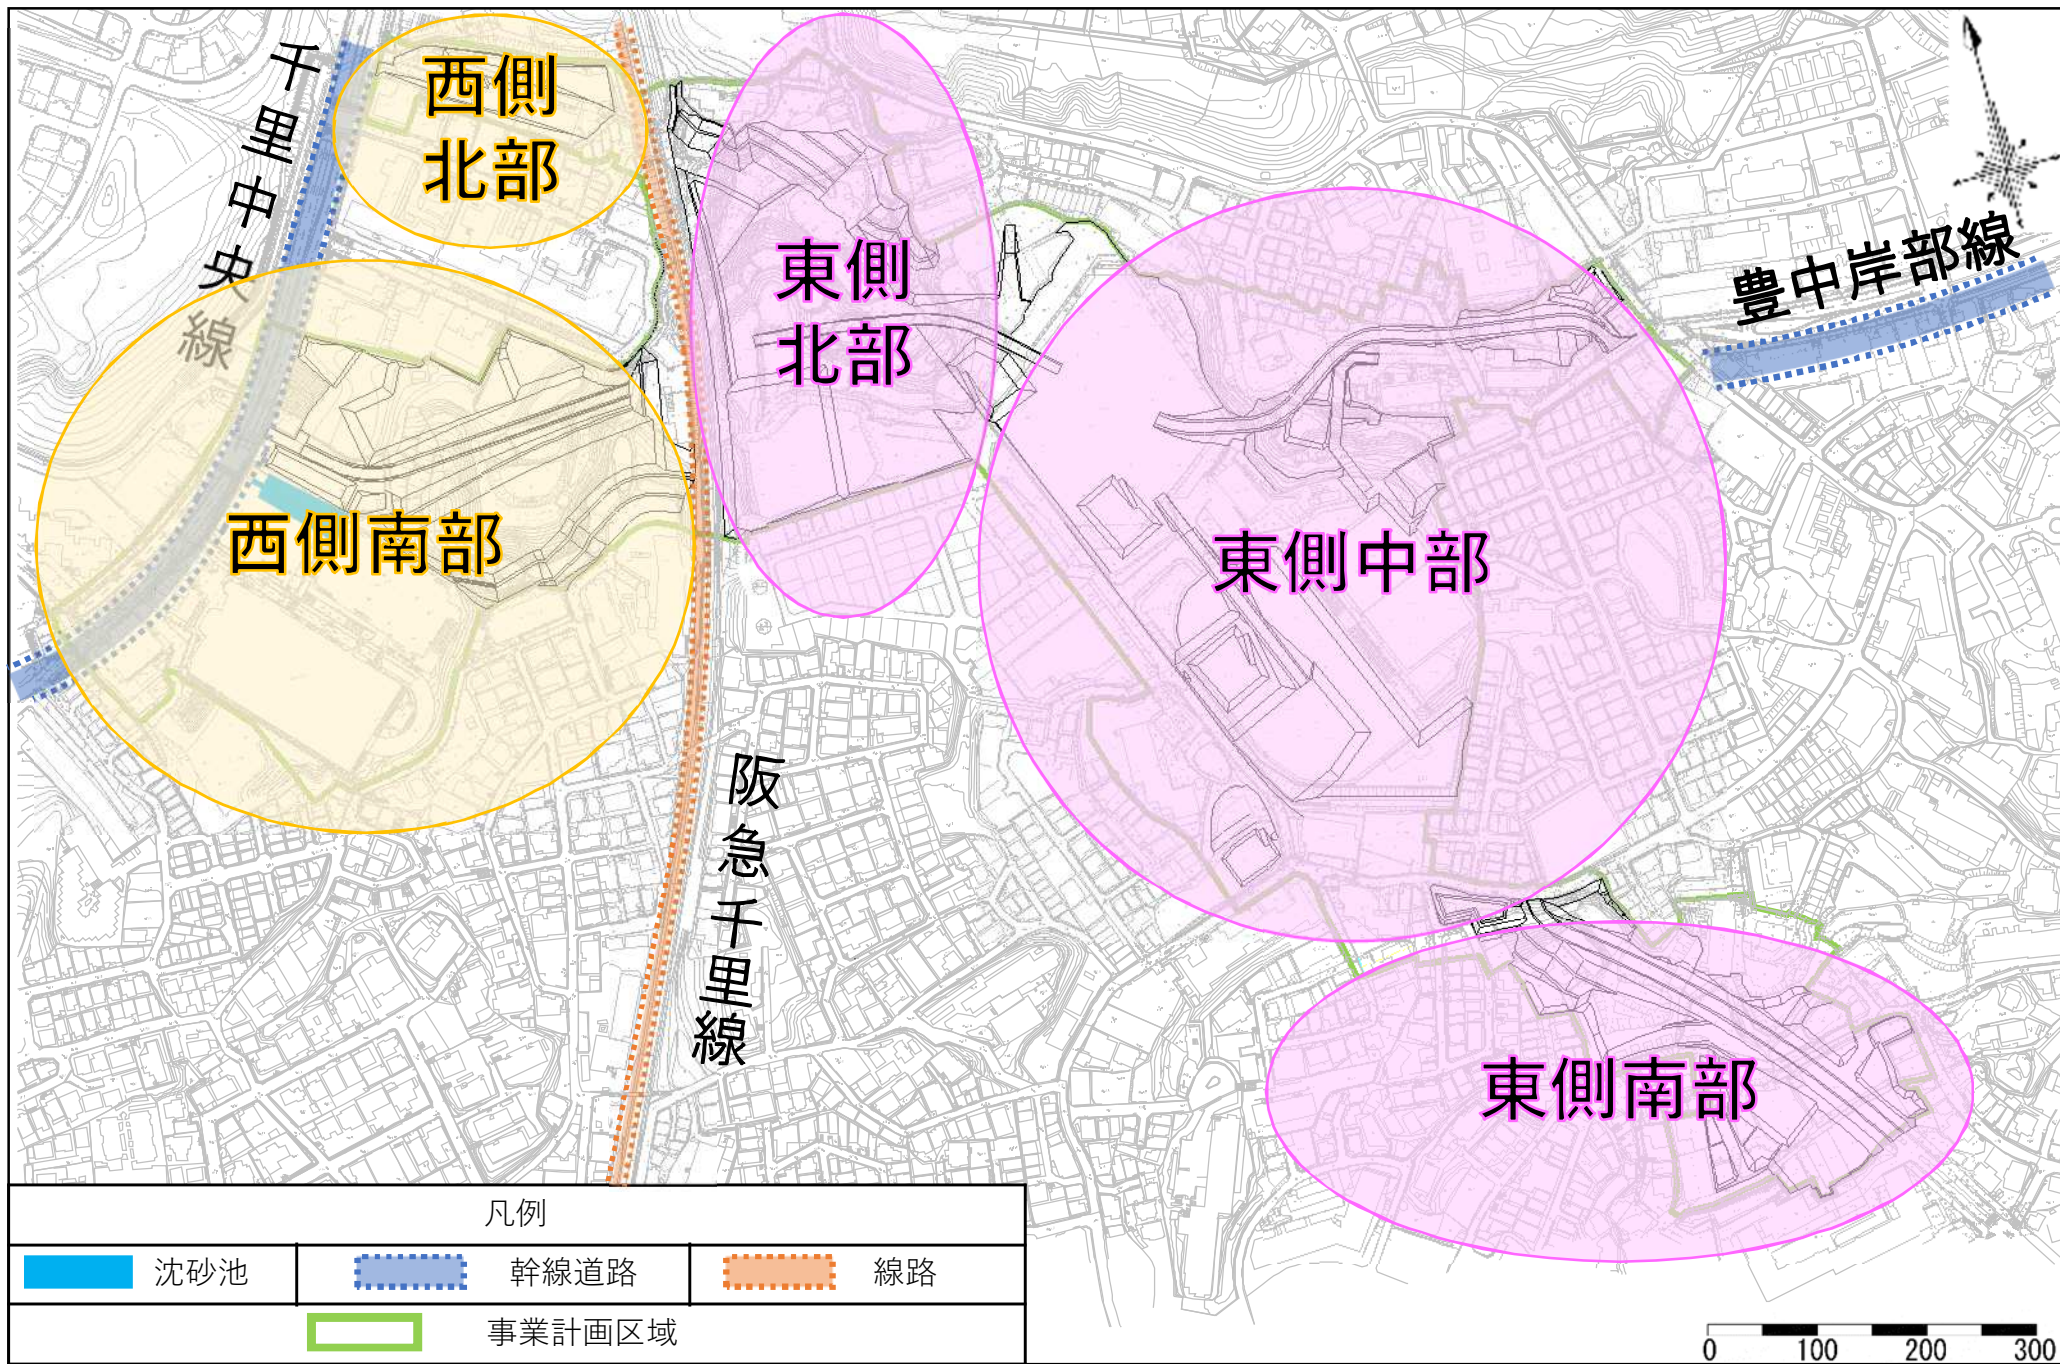 千里中央線
西側
北部
東側
北部
豊中岸部線
西側南部
東側中部
阪急千里線
東側南部
凡例
沈砂池
幹線道路
線路
事業計画区域
0 100 200 300